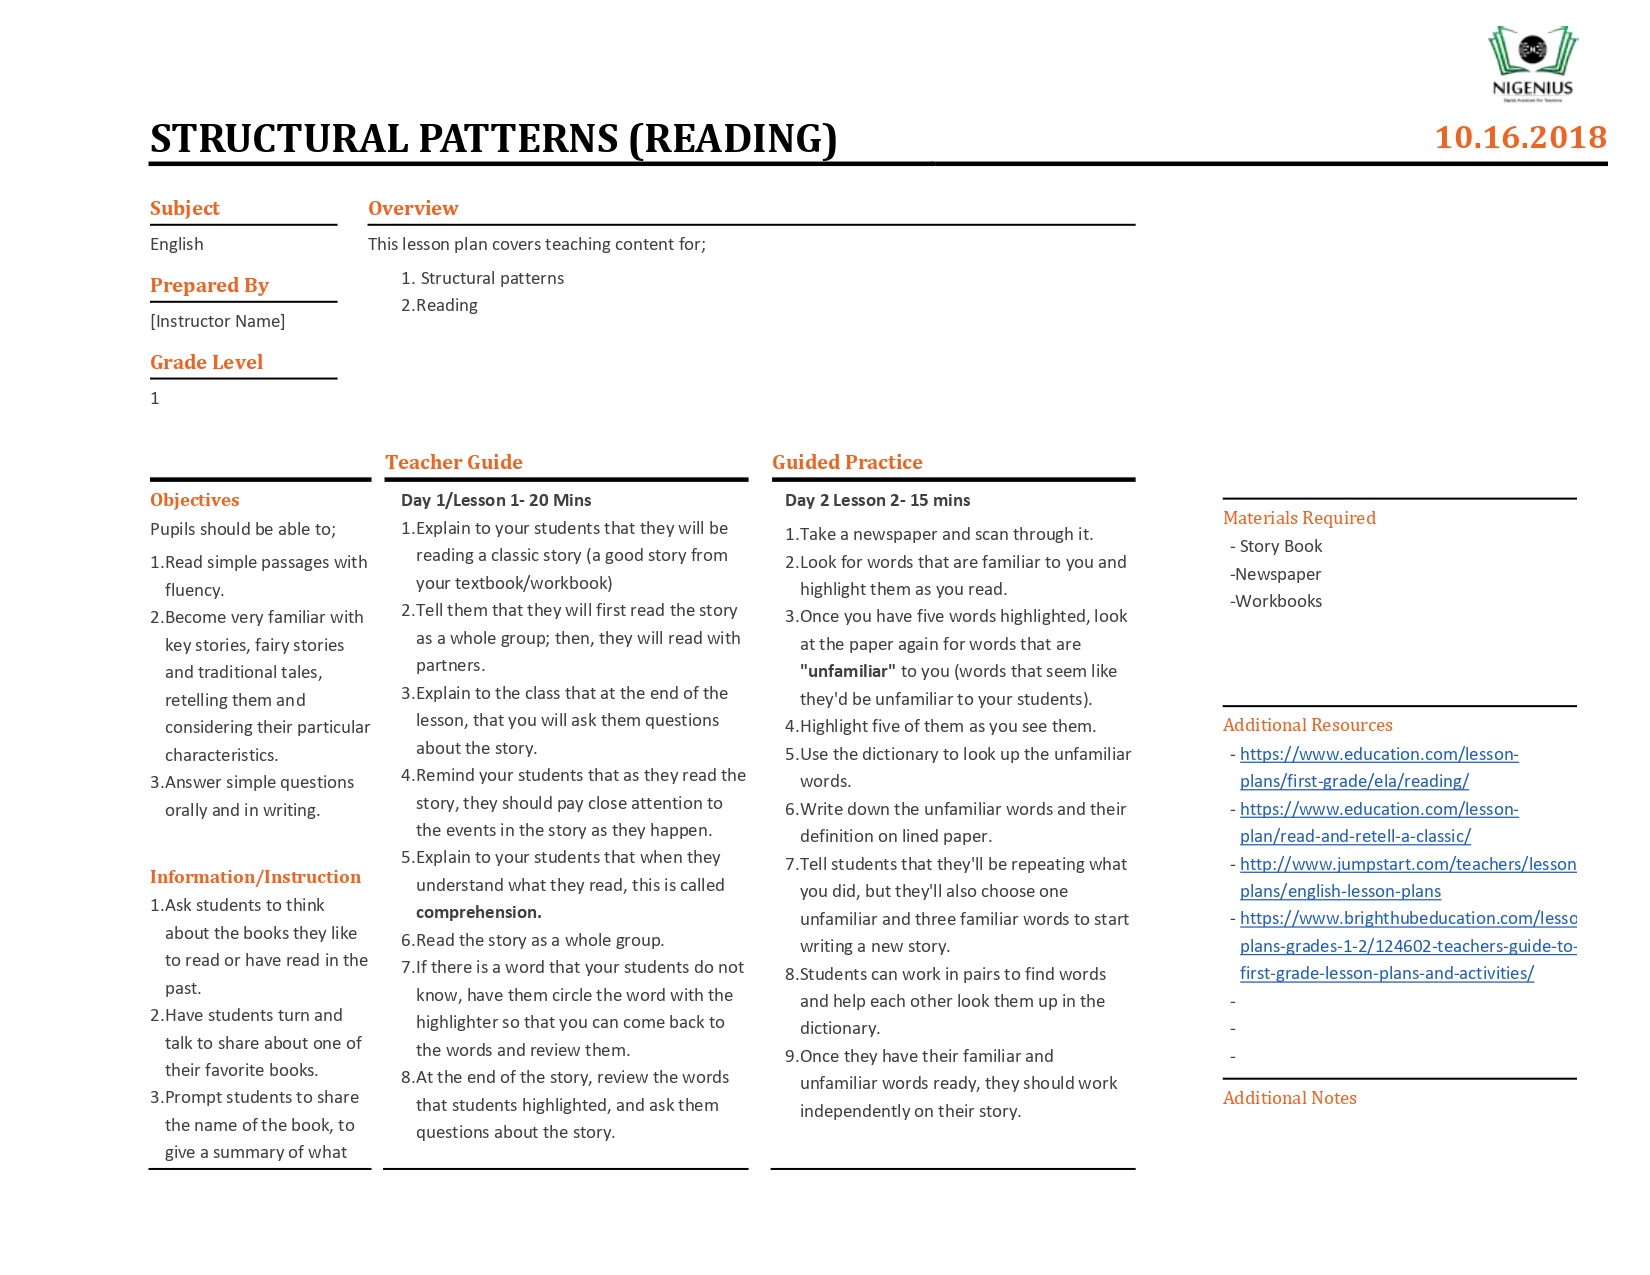 NIGENIUS
Digital Assistant For Teachers
STRUCTURAL PATTERNS (READING)
10.16.2018
Subject
English
Prepared By
[Instructor Name]
Grade Level
1
Overview
This lesson plan covers teaching content for;
1. Structural patterns
2.Reading
Objectives
Pupils should be able to;
1.Read simple passages with
fluency.
2.Become very familiar with
key stories, fairy stories
and traditional tales,
retelling them and
considering their particular
characteristics.
3.Answer simple questions
orally and in writing.
Information/Instruction
1.Ask students to think
about the books they like
to read or have read in the
past.
2.Have students turn and
talk to share about one of
their favorite books.
3.Prompt students to share
the name of the book, to
give a summary of what
Teacher Guide
Day 1/Lesson 1- 20 Mins
1.Explain to your students that they will be
reading a classic story (a good story from
your textbook/workbook)
2.Tell them that they will first read the story
as a whole group; then, they will read with
partners.
3.Explain to the class that at the end of the
lesson, that you will ask them questions
about the story.
4.Remind your students that as they read the
story, they should pay close attention to
the events in the story as they happen.
5.Explain to your students that when they
understand what they read, this is called
comprehension.
6.Read the story as a whole group.
7.If there is a word that your students do not
know, have them circle the word with the
highlighter so that you can come back to
the words and review them.
8.At the end of the story, review the words
that students highlighted, and ask them
questions about the story.
Guided Practice
Day 2 Lesson 2- 15 mins
1.Take a newspaper and scan through it.
2.Look for words that are familiar to you and
highlight them as you read.
3.Once you have five words highlighted, look
at the paper again for words that are
"unfamiliar" to you (words that seem like
they'd be unfamiliar to your students).
4.Highlight five of them as you see them.
5.Use the dictionary to look up the unfamiliar
words.
6.Write down the unfamiliar words and their
definition on lined paper.
7.Tell students that they'll be repeating what
you did, but they'll also choose one
unfamiliar and three familiar words to start
writing a new story.
8.Students can work in pairs to find words
and help each other look them up in the
dictionary.
9.Once they have their familiar and
unfamiliar words ready, they should work
independently on their story.
Materials Required
- Story Book
-Newspaper
-Workbooks
Additional Resources
- https://www.education.com/lesson-
plans/first-grade/ela/reading/
- https://www.education.com/lesson-
plan/read-and-retell-a-classic/
- http://www.jumpstart.com/teachers/lesson
plans/english-lesson-plans
- https://www.brighthubeducation.com/lesso
plans-grades-1-2/124602-teachers-guide-to-
first-grade-lesson-plans-and-activities/
-
-
-
Additional Notes